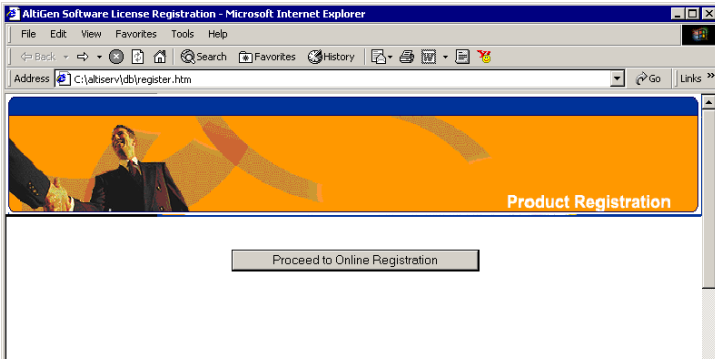 AltiGen Software License Registration - Microsoft Internet Explorer
File Edit View Favorites Tools Help
Back Search Favorites History
Address C:\altiserv\db\register.htm Go Links »
Product Registration
Proceed to Online Registration